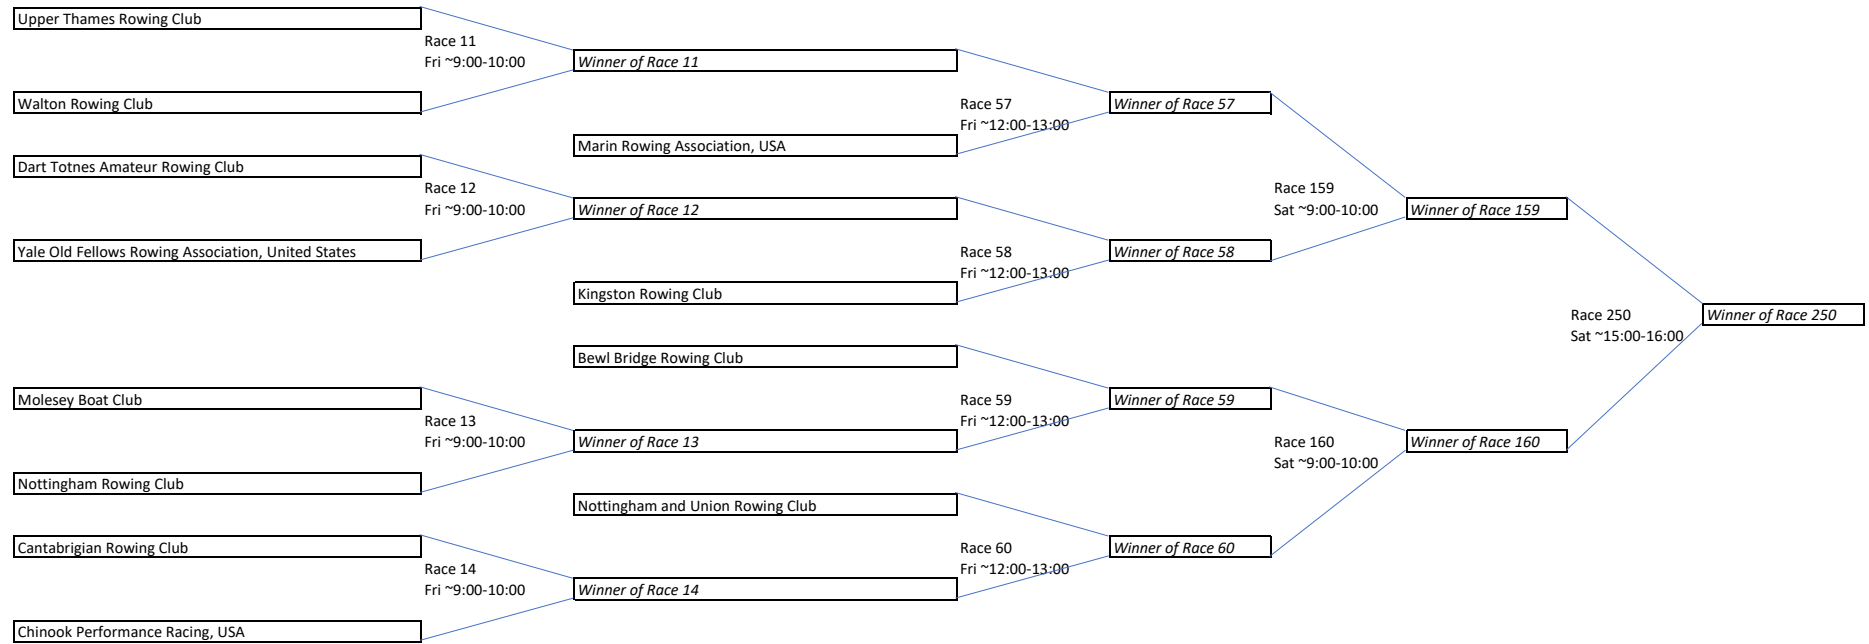 Upper Thames Rowing Club
Race 11
Fri ~9:00-10:00
Winner of Race 11
Walton Rowing Club
Race 57
Fri ~12:00-13:00
Winner of Race 57
Marin Rowing Association, USA
Dart Totnes Amateur Rowing Club
Race 12
Fri ~9:00-10:00
Winner of Race 12
Race 159
Sat ~9:00-10:00
Winner of Race 159
Yale Old Fellows Rowing Association, United States
Race 58
Fri ~12:00-13:00
Winner of Race 58
Kingston Rowing Club
Race 250
Sat ~15:00-16:00
Winner of Race 250
Bewl Bridge Rowing Club
Molesey Boat Club
Race 13
Fri ~9:00-10:00
Winner of Race 13
Race 59
Fri ~12:00-13:00
Winner of Race 59
Race 160
Sat ~9:00-10:00
Winner of Race 160
Nottingham Rowing Club
Nottingham and Union Rowing Club
Cantabrigian Rowing Club
Race 14
Fri ~9:00-10:00
Winner of Race 14
Race 60
Fri ~12:00-13:00
Winner of Race 60
Chinook Performance Racing, USA